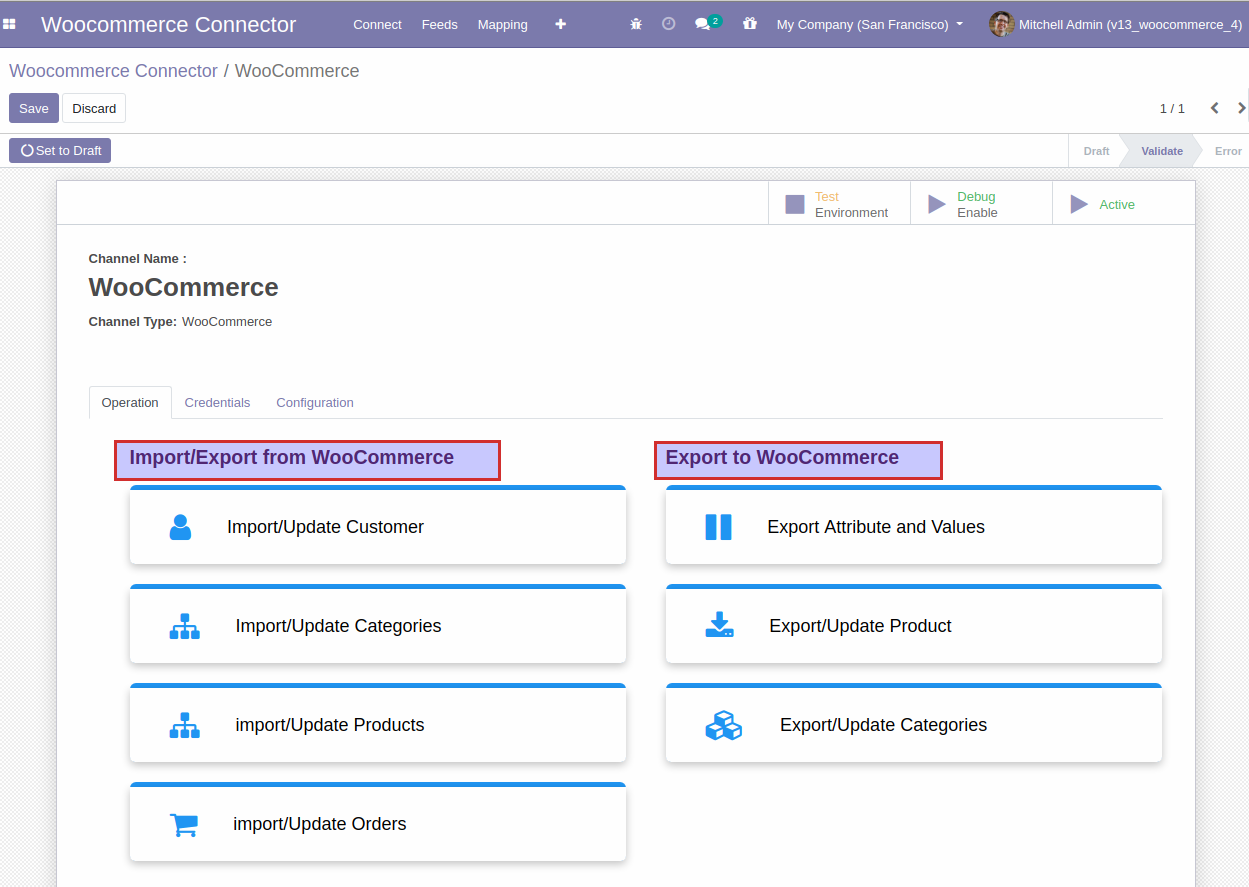 Woocommerce Connector Connect Feeds Mapping 2 My Company (San Francisco) Mitchell Admin (v13_woocommerce_4)
Woocommerce Connector / WooCommerce
Save Discard 1 / 1
Set to Draft Draft Validate Error
Test
Environment
Debug
Enable
Active
Channel Name :
WooCommerce
Channel Type: WooCommerce
Operation Credentials Configuration
Import/Export from WooCommerce
Import/Update Customer
Import/Update Categories
import/Update Products
import/Update Orders
Export to WooCommerce
Export Attribute and Values
Export/Update Product
Export/Update Categories